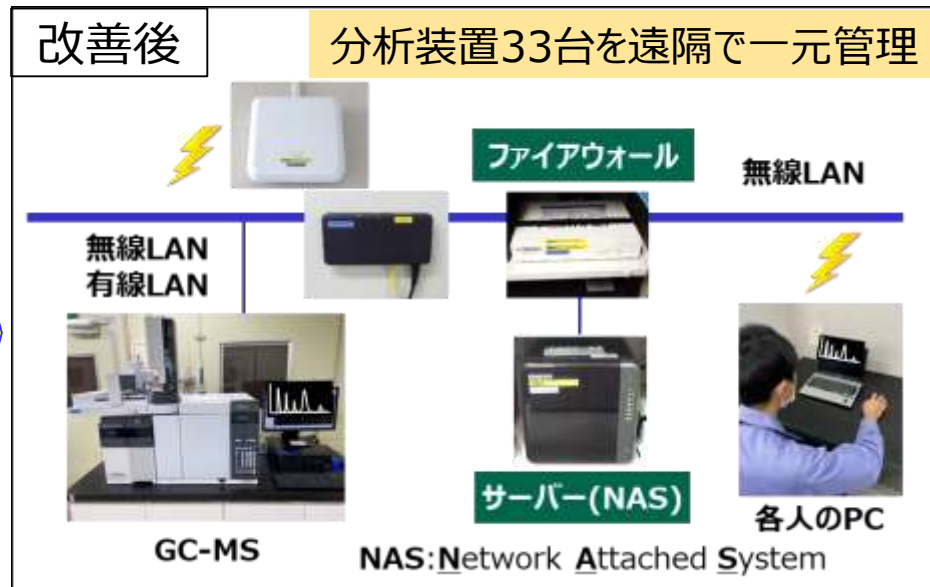 改善後
分析装置33台を遠隔で一元管理
ファイアウォール
無線LAN
無線LAN
有線LAN
サーバー(NAS)
各人のPC
GC-MS
NAS:Network Attached System